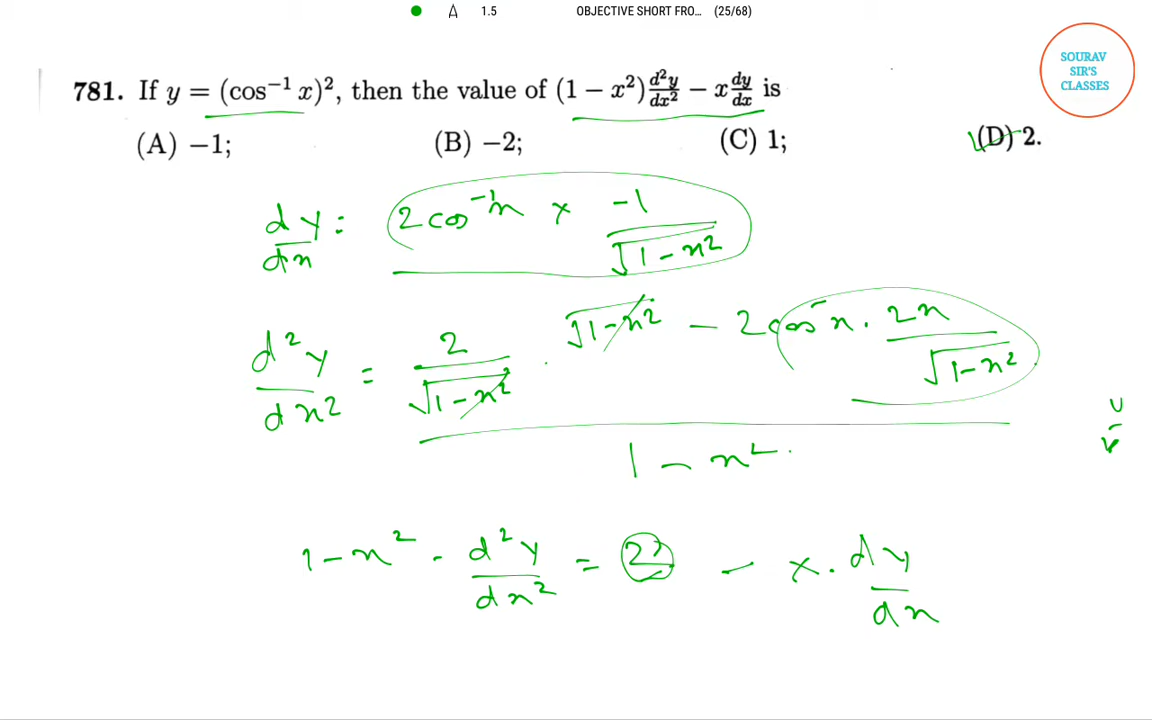 1.5 OBJECTIVE SHORT FRO... (25/68)
SOURAV
SIR'S
CLASSES
781. If y = (cos⁻¹ x)², then the value of (1 − x²) d²y/dx² − x dy/dx is
(A) −1; (B) −2; (C) 1; (D) 2.
dy/dx = 2cos⁻¹x × -1/√(1-x²)
d²y/dx² = (2/√(1-x²) · √(1-x²) - 2cos⁻x · 2x/√(1-x²)) / (1-x²)
u
v
1-x² · d²y/dx² = 2 - x · dy/dx